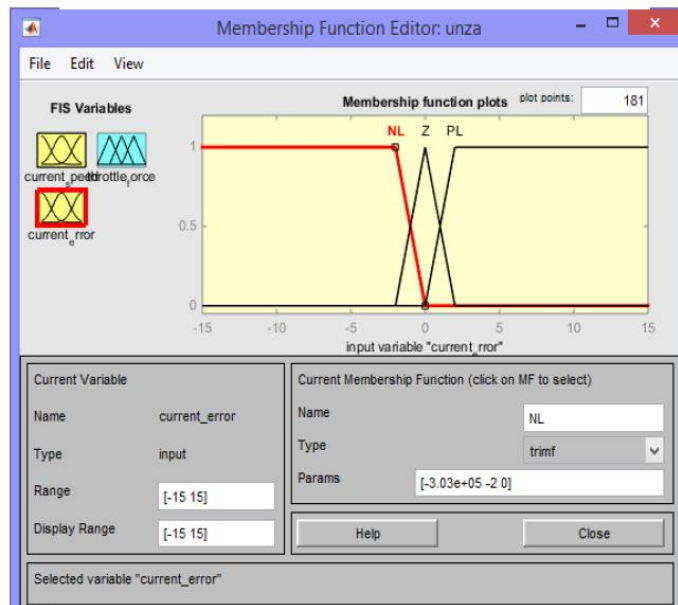 Membership Function Editor: unza
File Edit View
FIS Variables
current_speed throttle_force
current_error
Membership function plots plot points: 181
NL Z PL
1
0.5
0
-15 -10 -5 0 5 10 15
input variable "current_rror"
Current Variable
Name current_error
Type input
Range [-15 15]
Display Range [-15 15]
Current Membership Function (click on MF to select)
Name NL
Type trimf
Params [-3.03e+05 -2 0]
Help Close
Selected variable "current_error"